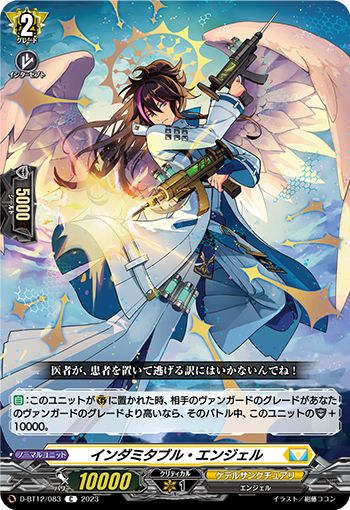 2
グレード
インターセプト
5000
シールド
医者が、患者を置いて逃げる訳にはいかないんでね!
自:このユニットがGに置かれた時、相手のヴァンガードのグレードがあなた
のヴァンガードのグレードより高いなら、そのバトル中、このユニットの+
10000。
ノーマルユニット
インダミタブル・エンジェル
パワー
10000
クリティカル
1
ケテルサンクチュアリ
エンジェル
D-BT12/083 C 2023
イラスト/組藤ココン